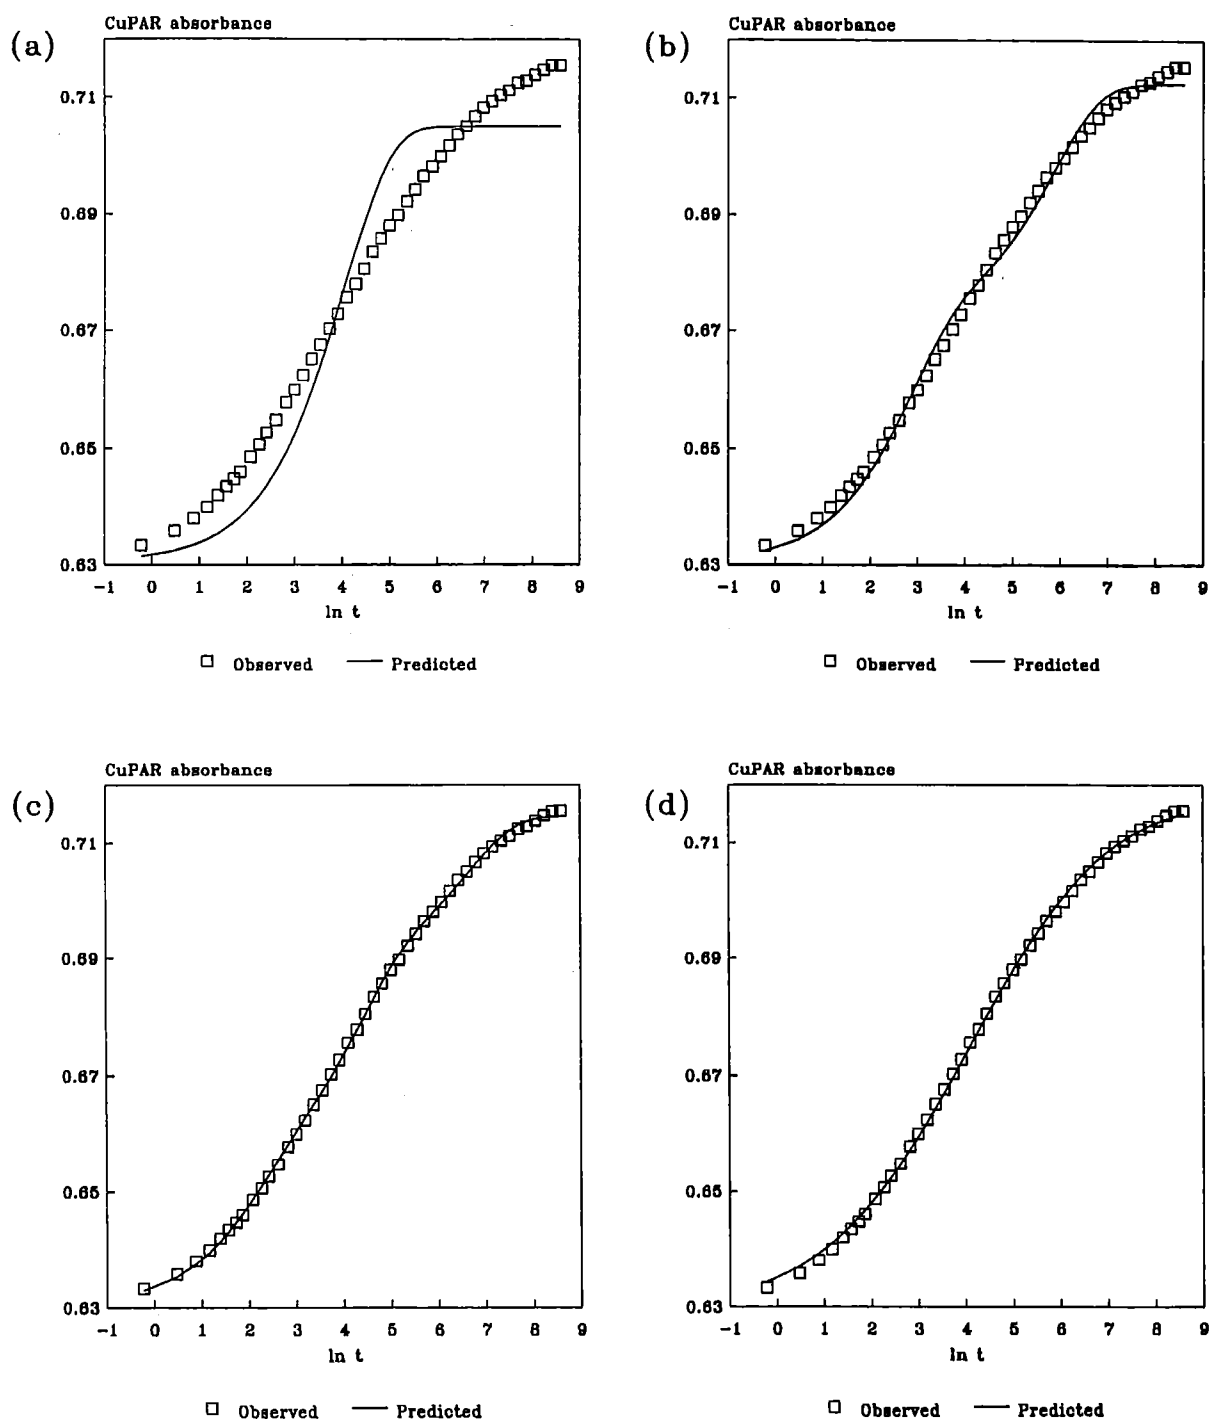 CuPAR absorbance
(a)
0.71
0.69
0.67
0.65
0.63
-1 0 1 2 3 4 5 6 7 8 9
ln t
Observed Predicted
CuPAR absorbance
(b)
0.71
0.69
0.67
0.65
0.63
-1 0 1 2 3 4 5 6 7 8 9
ln t
Observed Predicted
CuPAR absorbance
(c)
0.71
0.69
0.67
0.65
0.63
-1 0 1 2 3 4 5 6 7 8 9
ln t
Observed Predicted
CuPAR absorbance
(d)
0.71
0.69
0.67
0.65
0.63
-1 0 1 2 3 4 5 6 7 8 9
ln t
Observed Predicted